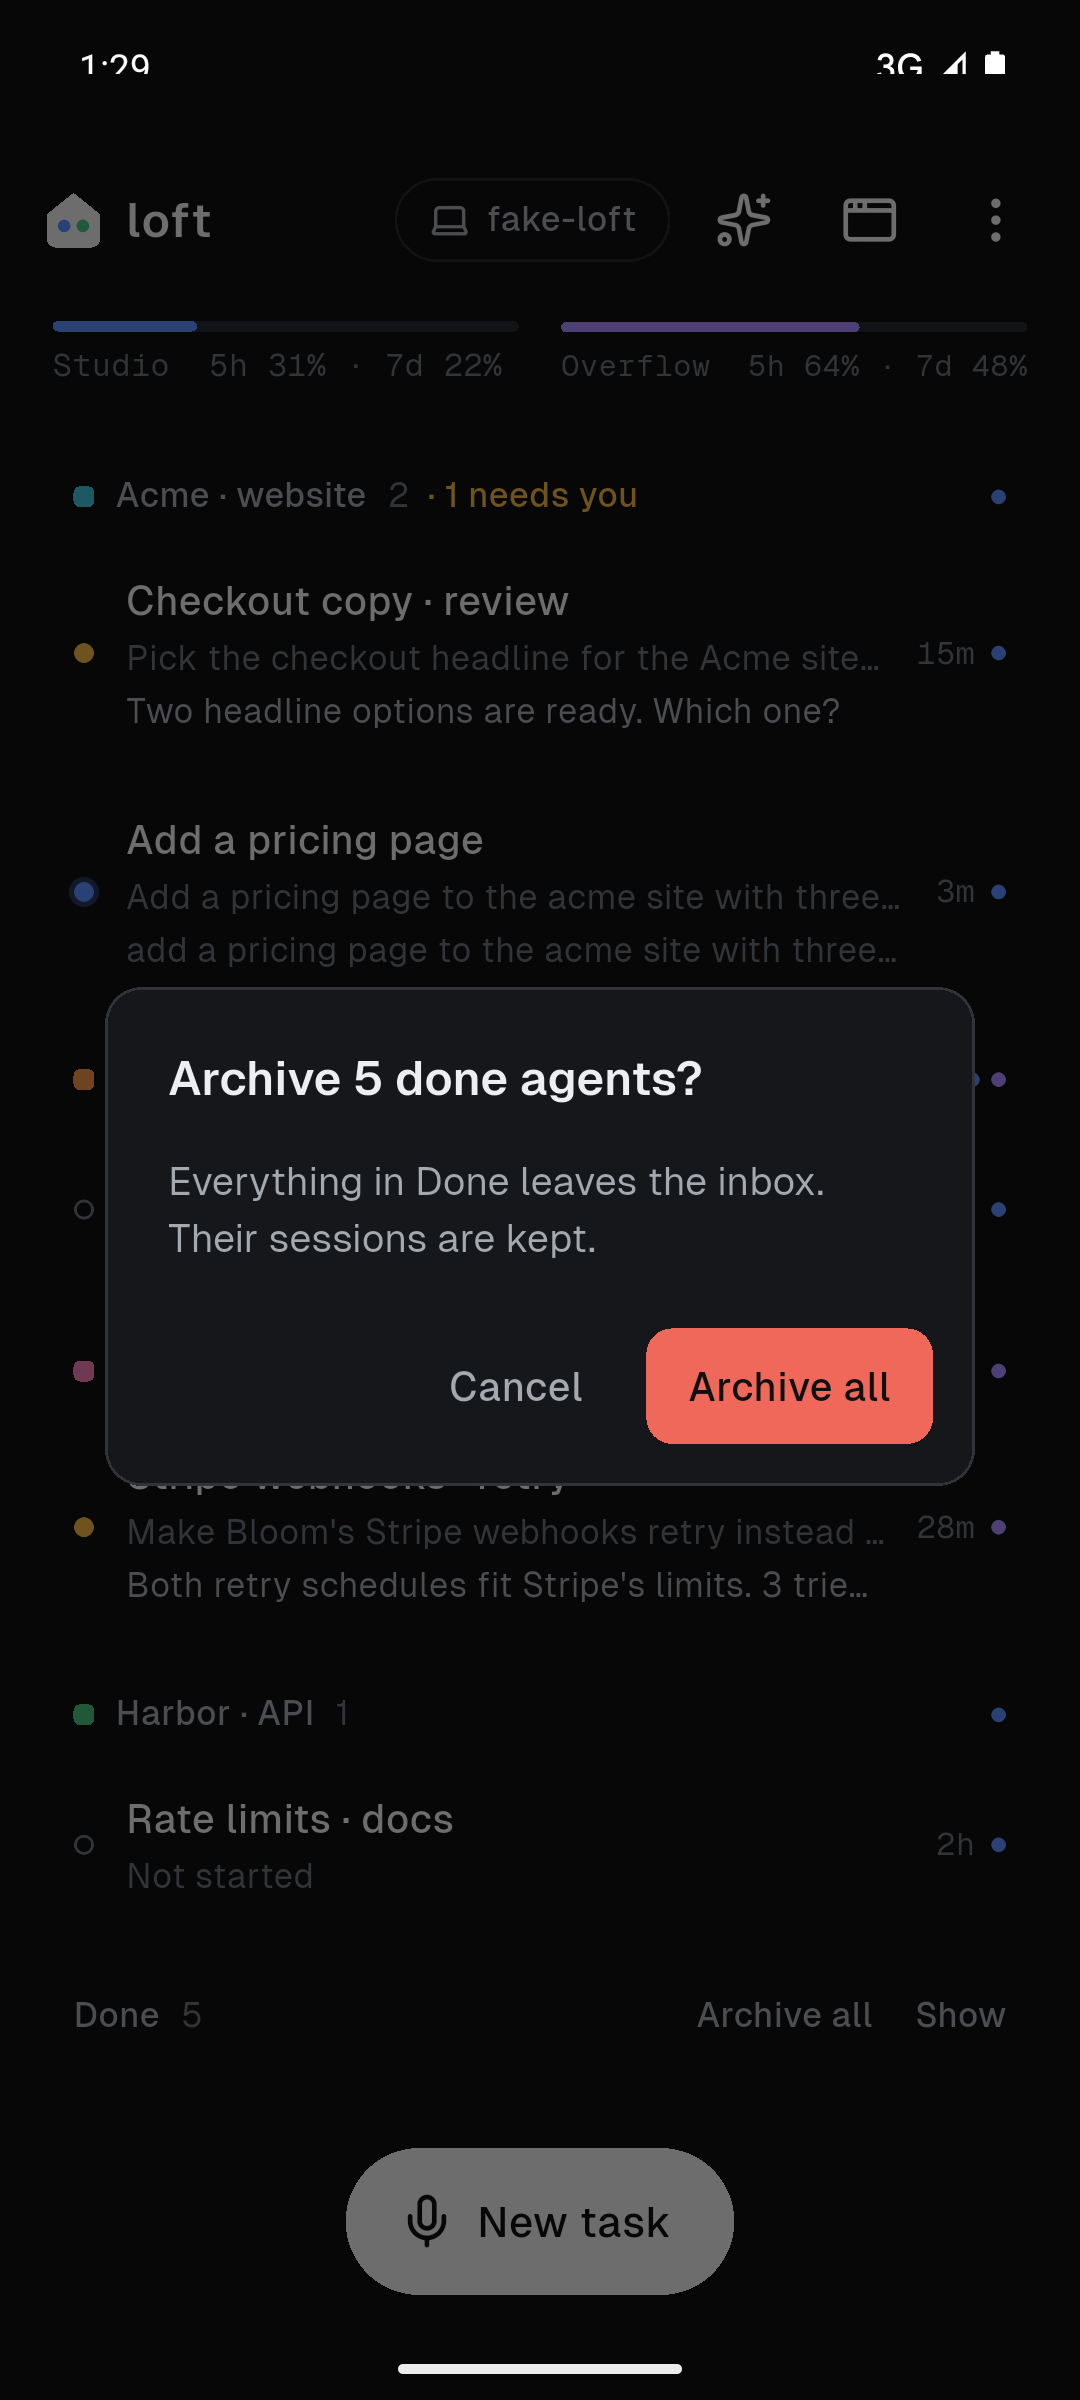 1:29
3G
loft
fake-loft
Studio 5h 31% · 7d 22%
Overflow 5h 64% · 7d 48%
Acme · website 2 · 1 needs you
Checkout copy · review
Pick the checkout headline for the Acme site…
15m
Two headline options are ready. Which one?
Add a pricing page
Add a pricing page to the acme site with three…
3m
add a pricing page to the acme site with three…
Archive 5 done agents?
Everything in Done leaves the inbox.
Their sessions are kept.
Cancel
Archive all
Make Bloom's Stripe webhooks retry instead …
28m
Both retry schedules fit Stripe's limits. 3 trie…
Harbor · API 1
Rate limits · docs
2h
Not started
Done 5
Archive all
Show
New task